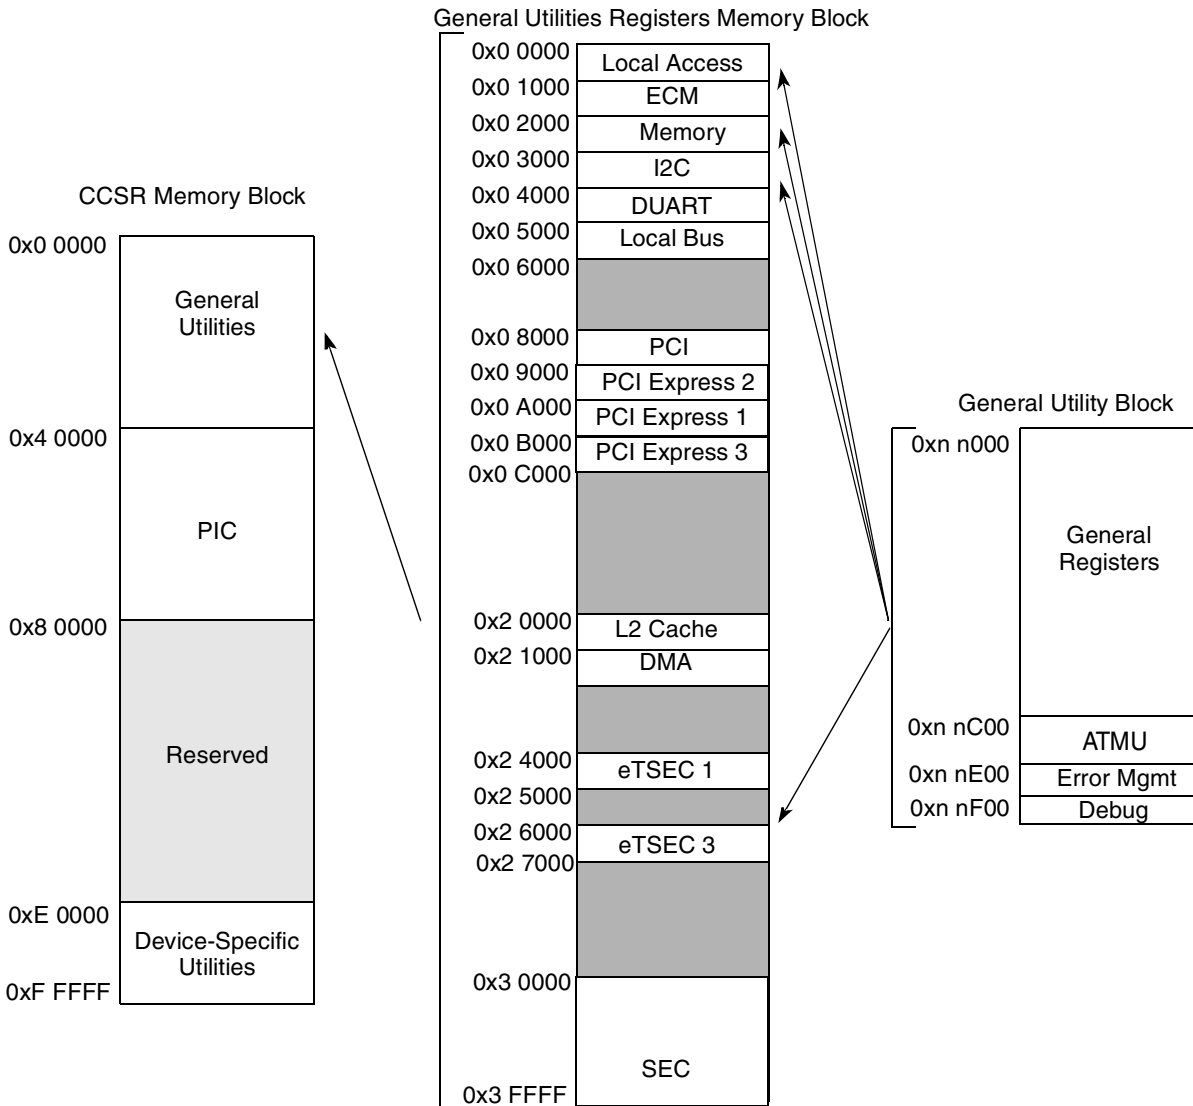 General Utilities Registers Memory Block
0x0 0000
Local Access
0x0 1000
ECM
0x0 2000
Memory
0x0 3000
I2C
0x0 4000
DUART
0x0 5000
Local Bus
0x0 6000
0x0 8000
PCI
0x0 9000
PCI Express 2
0x0 A000
PCI Express 1
0x0 B000
PCI Express 3
0x0 C000
0x2 0000
L2 Cache
0x2 1000
DMA
0x2 4000
eTSEC 1
0x2 5000
0x2 6000
eTSEC 3
0x2 7000
0x3 0000
SEC
0x3 FFFF
CCSR Memory Block
0x0 0000
General
Utilities
0x4 0000
PIC
0x8 0000
Reserved
0xE 0000
Device-Specific
Utilities
0xF FFFF
General Utility Block
0xn n000
General
Registers
0xn nC00
ATMU
0xn nE00
Error Mgmt
0xn nF00
Debug